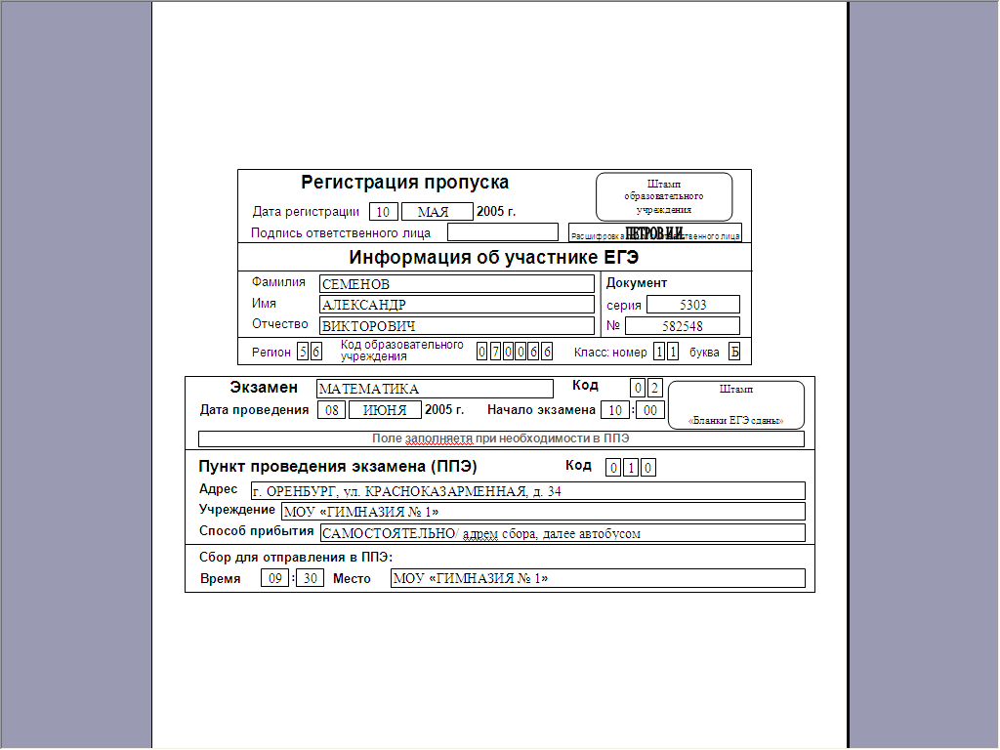 Регистрация пропуска
Штамп
образовательного
учреждения
Дата регистрации 10 МАЯ 2005 г.
Подпись ответственного лица ПЕТРОВ И.И.
Информация об участнике ЕГЭ
Фамилия СЕМЕНОВ Документ
Имя АЛЕКСАНДР серия 5303
Отчество ВИКТОРОВИЧ № 582548
Регион 5 6 Код образовательного учреждения 0 7 0 0 6 6 Класс: номер 1 1 буква Б
Экзамен МАТЕМАТИКА Код 0 2 Штамп
Дата проведения 08 ИЮНЯ 2005 г. Начало экзамена 10 : 00
«Бланки ЕГЭ сданы»
Поле заполняетя при необходимости в ППЭ
Пункт проведения экзамена (ППЭ) Код 0 1 0
Адрес г. ОРЕНБУРГ, ул. КРАСНОКАЗАРМЕННАЯ, д. 34
Учреждение МОУ «ГИМНАЗИЯ № 1»
Способ прибытия САМОСТОЯТЕЛЬНО/ адрем сбора, далее автобусом
Сбор для отправления в ППЭ:
Время 09 : 30 Место МОУ «ГИМНАЗИЯ № 1»